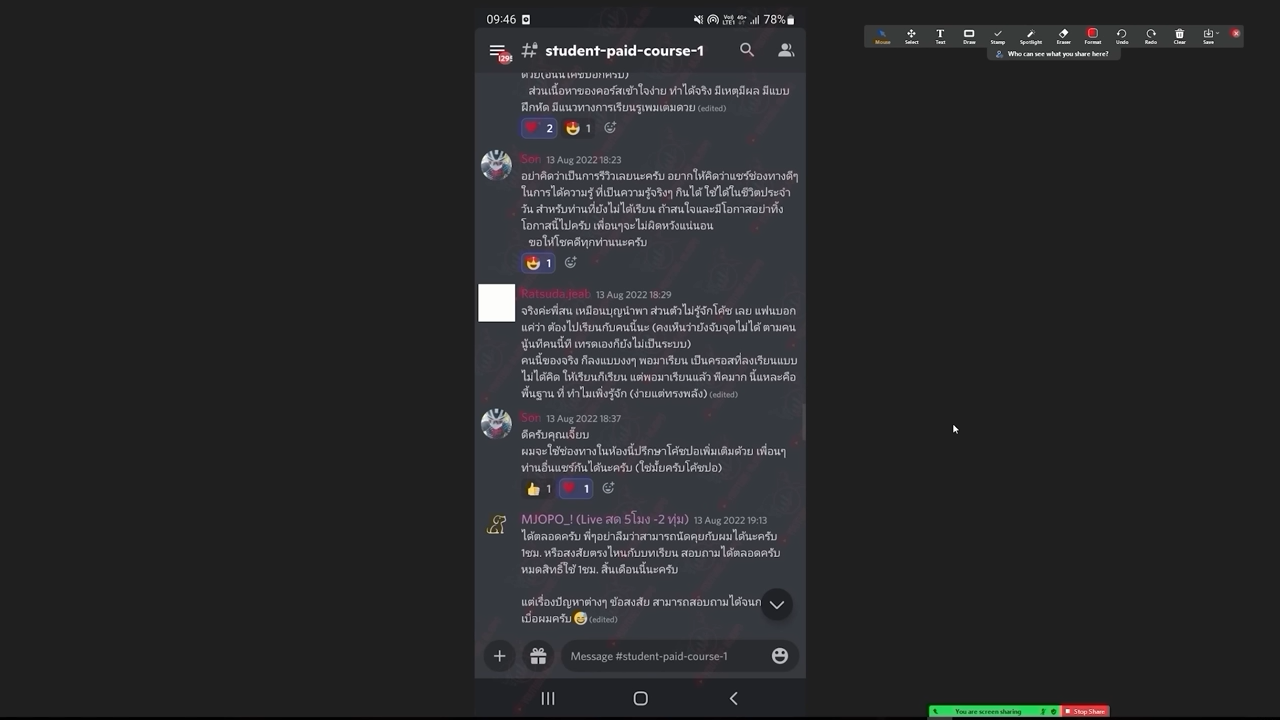 09:46
78%
Mouse Select Text Draw Stamp Spotlight Eraser Format Undo Redo Clear Save
Who can see what you share here?
# student-paid-course-1
ส่วนเนื้อหาของคอร์สเข้าใจง่าย ทำได้จริง มีเหตุมีผล มีแบบ
ฝึกหัด มีแนวทางการเรียนรู้เพิ่มเติมด้วย (edited)
2 1
Son 13 Aug 2022 18:23
อย่าคิดว่าเป็นการรีวิวเลยนะครับ อยากให้คิดว่าแชร์ช่องทางดีๆ
ในการได้ความรู้ ที่เป็นความรู้จริงๆ กินได้ ใช้ได้ในชีวิตประจำ
วัน สำหรับท่านที่ยังไม่ได้เรียน ถ้าสนใจและมีโอกาสอย่าทิ้ง
โอกาสนี้ไปครับ เพื่อนๆจะไม่ผิดหวังแน่นอน
ขอให้โชคดีทุกท่านนะครับ
1
Ratsuda.jeab 13 Aug 2022 18:29
จริงค่ะพี่สน เหมือนบุญนำพา ส่วนตัวไม่รู้จักโค้ช เลย แฟนบอก
แค่ว่า ต้องไปเรียนกับคนนี้นะ (คงเห็นว่ายังจับจุดไม่ได้ ตามคน
นู้นทีคนนี้ที เทรดเองก็ยังไม่เป็นระบบ)
คนนี้ของจริง ก็ลงแบบงงๆ พอมาเรียน เป็นครอสที่ลงเรียนแบบ
ไม่ได้คิด ให้เรียนก็เรียน แต่พอมาเรียนแล้ว พีคมาก นี้แหละคือ
พื้นฐาน ที่ ทำไมเพิ่งรู้จัก (ง่ายแต่ทรงพลัง) (edited)
Son 13 Aug 2022 18:37
ดีครับคุณเจี๊ยบ
ผมจะใช้ช่องทางในห้องนี้ปรึกษาโค้ชปอเพิ่มเติมด้วย เพื่อนๆ
ท่านอื่นแชร์กันได้นะครับ (ใช่มั้ยครับโค้ชปอ)
1 1
MJOPO_! (Live สด 5โมง -2 ทุ่ม) 13 Aug 2022 19:13
ได้ตลอดครับ พี่ๆอย่าลืมว่าสามารถนัดคุยกับผมได้นะครับ
1ชม. หรือสงสัยตรงไหนกับบทเรียน สอบถามได้ตลอดครับ
หมดสิทธิ์ใช้ 1ชม. สิ้นเดือนนี้นะครับ
แต่เรื่องปัญหาต่างๆ ข้อสงสัย สามารถสอบถามได้จนก
เบื่อผมครับ (edited)
Message #student-paid-course-1
You are screen sharing Stop Share